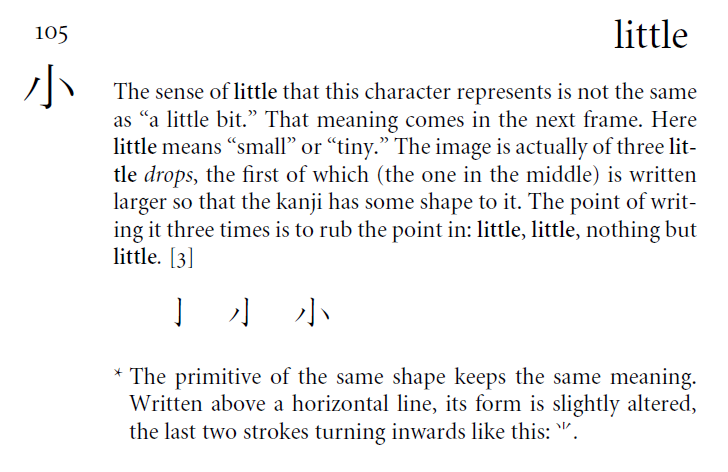 105
little
小
The sense of little that this character represents is not the same
as “a little bit.” That meaning comes in the next frame. Here
little means “small” or “tiny.” The image is actually of three lit-
tle drops, the first of which (the one in the middle) is written
larger so that the kanji has some shape to it. The point of writ-
ing it three times is to rub the point in: little, little, nothing but
little. [3]
亅 小
* The primitive of the same shape keeps the same meaning.
Written above a horizontal line, its form is slightly altered,
the last two strokes turning inwards like this: ⺌.